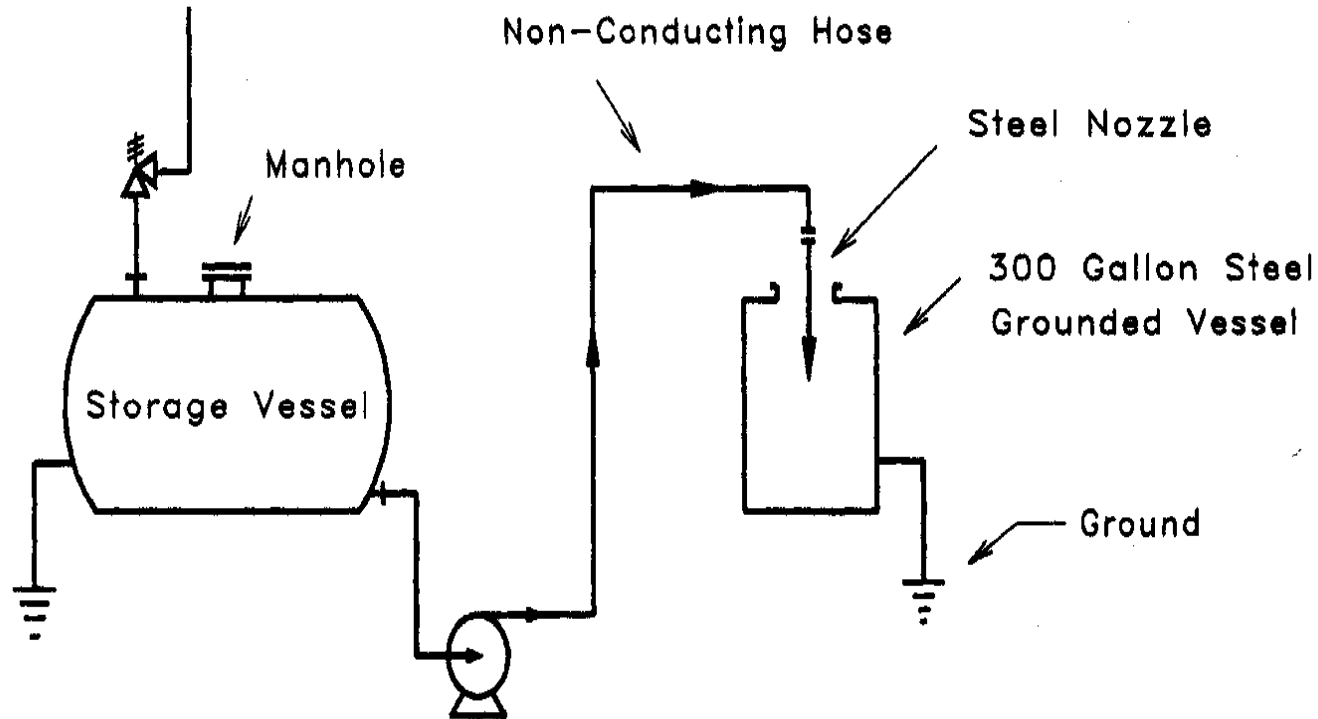 Non-Conducting Hose
Steel Nozzle
Manhole
300 Gallon Steel
Grounded Vessel
Storage Vessel
Ground